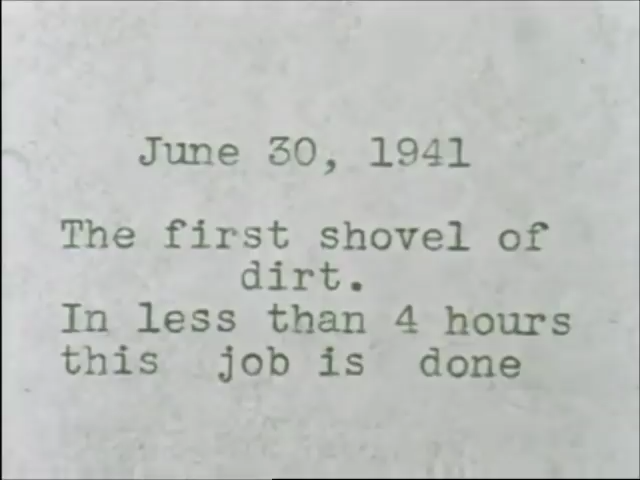 June 30, 1941
The first shovel of
dirt.
In less than 4 hours
this job is done